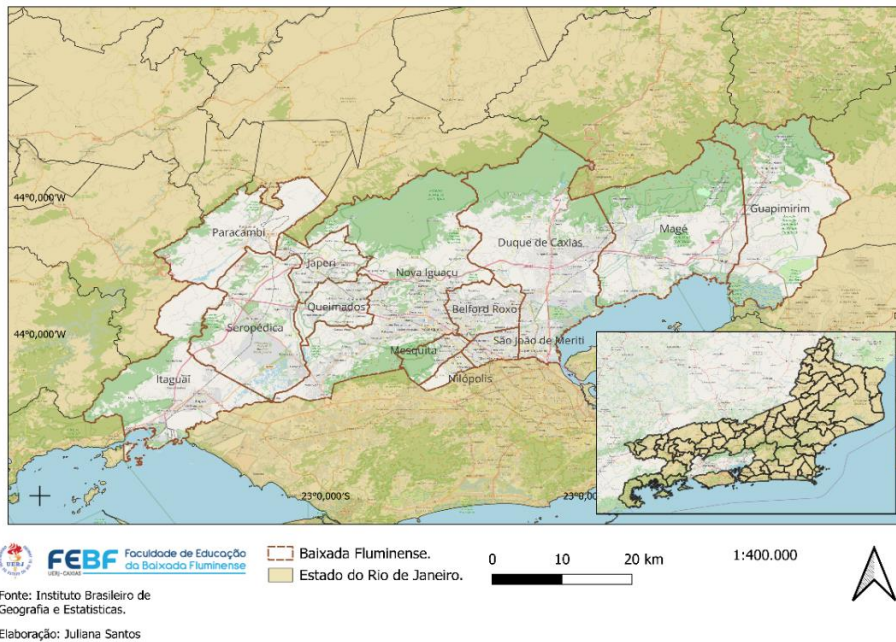 44°0,000'W
Paracambi
Guapimirim
Magé
Duque de Caxias
Japeri
Nova Iguaçu
Queimados
Belford Roxo
44°0,000'W
Seropédica
São João de Meriti
Mesquita
Itaguaí
Nilópolis
23°0,000'S
23°0,00
UERJ
FEBF
UERJ-CAXIAS
Faculdade de Educação
da Baixada Fluminense
Baixada Fluminense.
Estado do Rio de Janeiro.
0 10 20 km
1:400.000
Fonte: Instituto Brasileiro de
Geografia e Estatisticas.
Elaboração: Juliana Santos